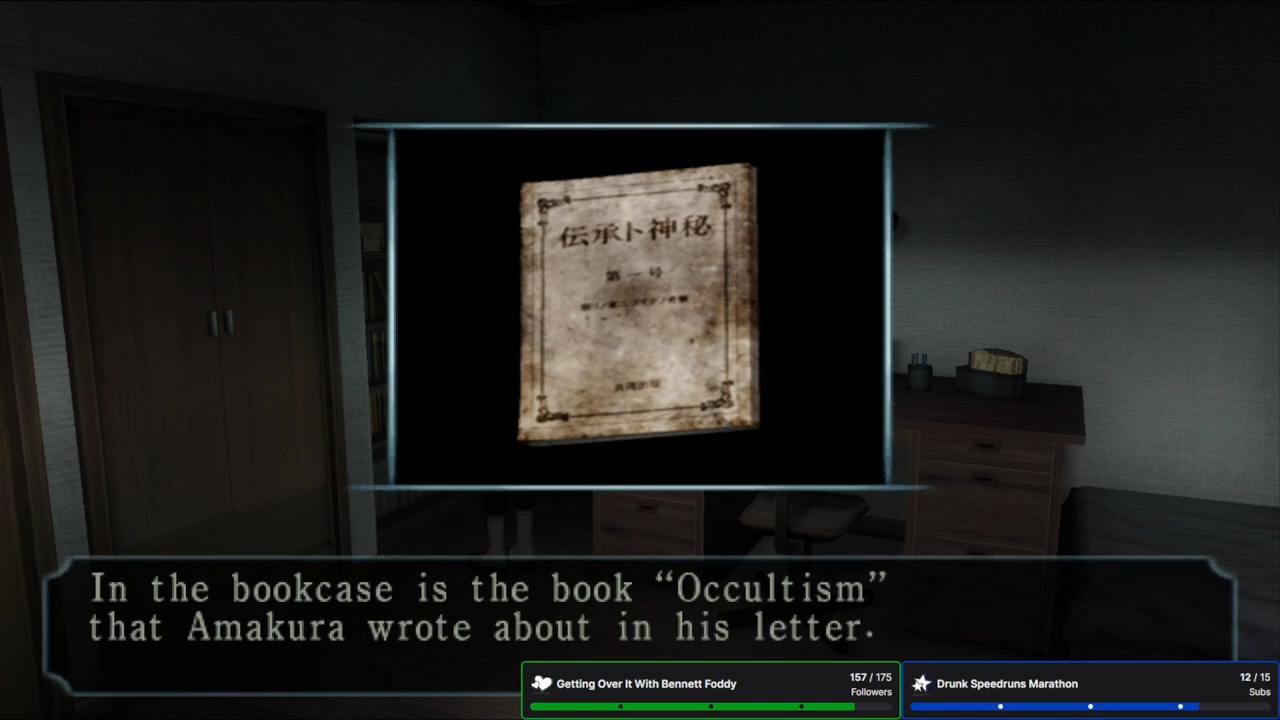 伝承ト神秘
第一号
In the bookcase is the book “Occultism”
that Amakura wrote about in his letter.
Getting Over It With Bennett Foddy
157 / 175
Followers
Drunk Speedruns Marathon
12 / 15
Subs